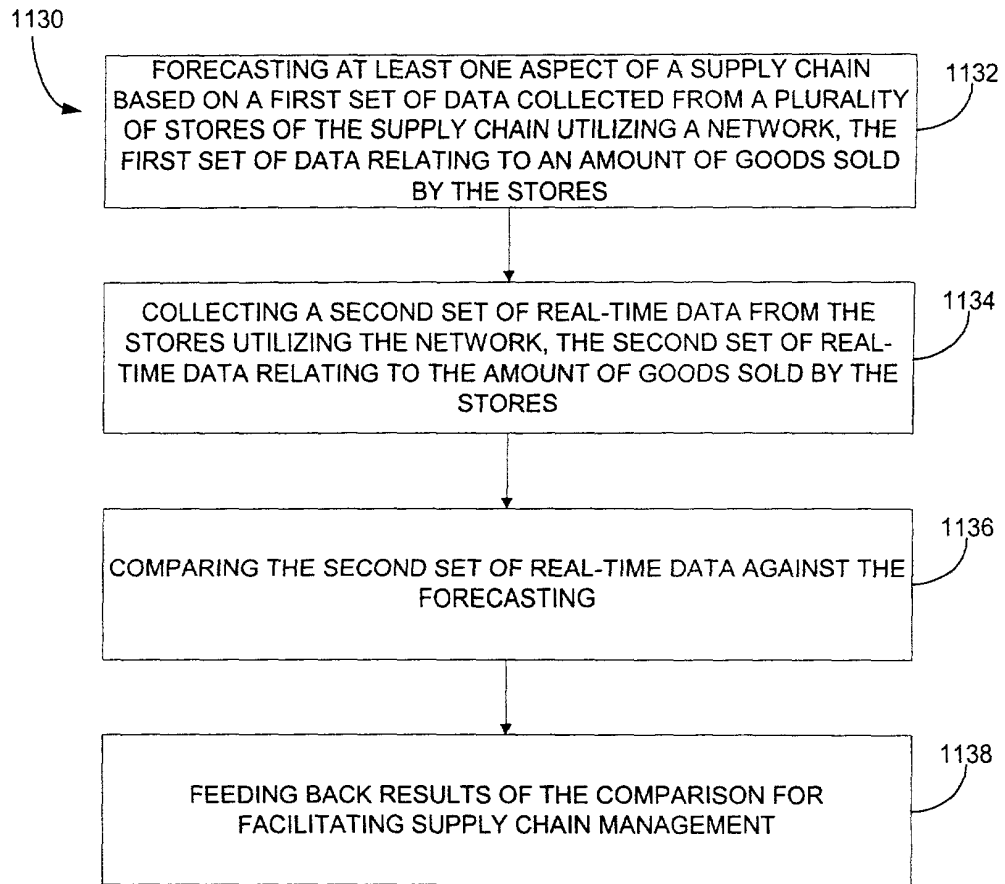 1130
FORECASTING AT LEAST ONE ASPECT OF A SUPPLY CHAIN
BASED ON A FIRST SET OF DATA COLLECTED FROM A PLURALITY
OF STORES OF THE SUPPLY CHAIN UTILIZING A NETWORK, THE
FIRST SET OF DATA RELATING TO AN AMOUNT OF GOODS SOLD
BY THE STORES
1132
COLLECTING A SECOND SET OF REAL-TIME DATA FROM THE
STORES UTILIZING THE NETWORK, THE SECOND SET OF REAL-
TIME DATA RELATING TO THE AMOUNT OF GOODS SOLD BY THE
STORES
1134
COMPARING THE SECOND SET OF REAL-TIME DATA AGAINST THE
FORECASTING
1136
FEEDING BACK RESULTS OF THE COMPARISON FOR
FACILITATING SUPPLY CHAIN MANAGEMENT
1138